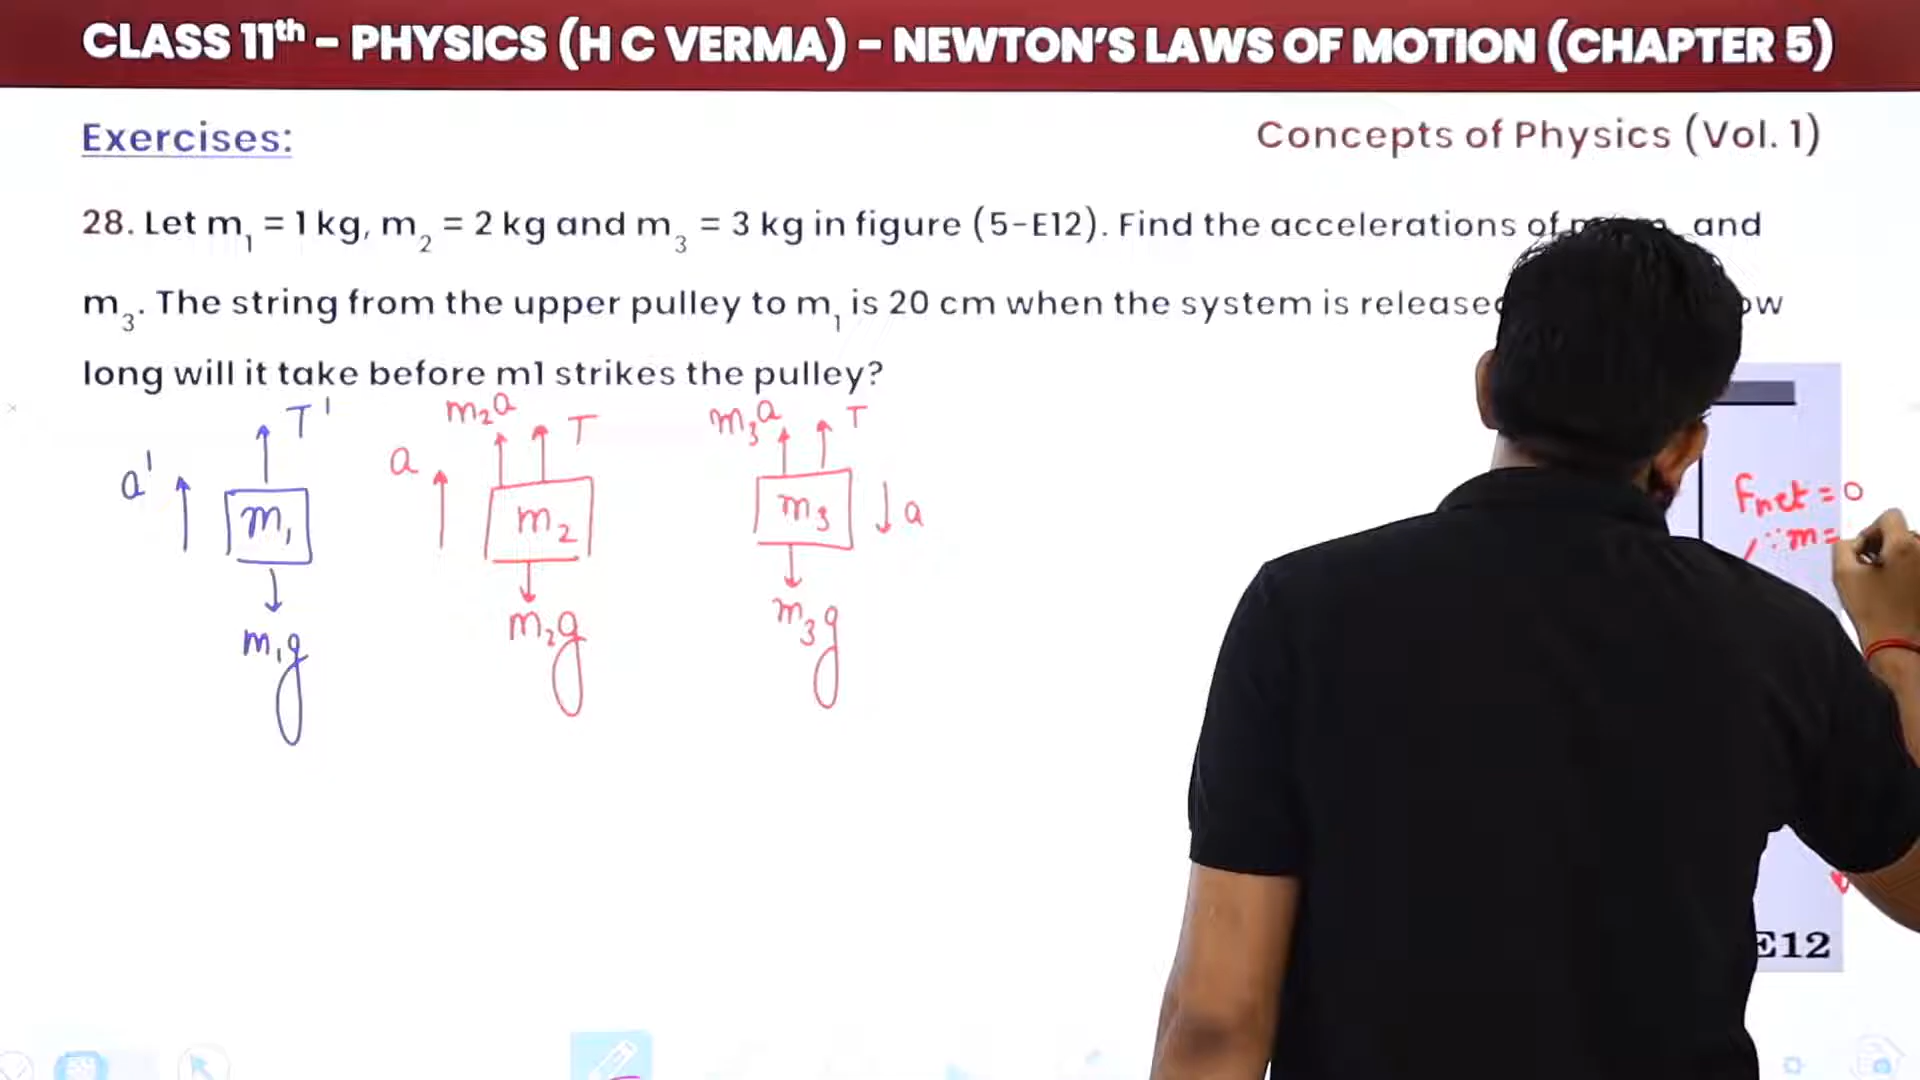 CLASS 11th – PHYSICS (H C VERMA) – NEWTON'S LAWS OF MOTION (CHAPTER 5)
Exercises:
Concepts of Physics (Vol. 1)
28. Let m1 = 1 kg, m2 = 2 kg and m3 = 3 kg in figure (5-E12). Find the accelerations of and
m3. The string from the upper pulley to m1 is 20 cm when the system is
long will it take before m1 strikes the pulley?
T' m2a T m3a T
a' a
m1 m2 m3 a
m1g m2g m3g
Fnet = 0
∵ m =
E12